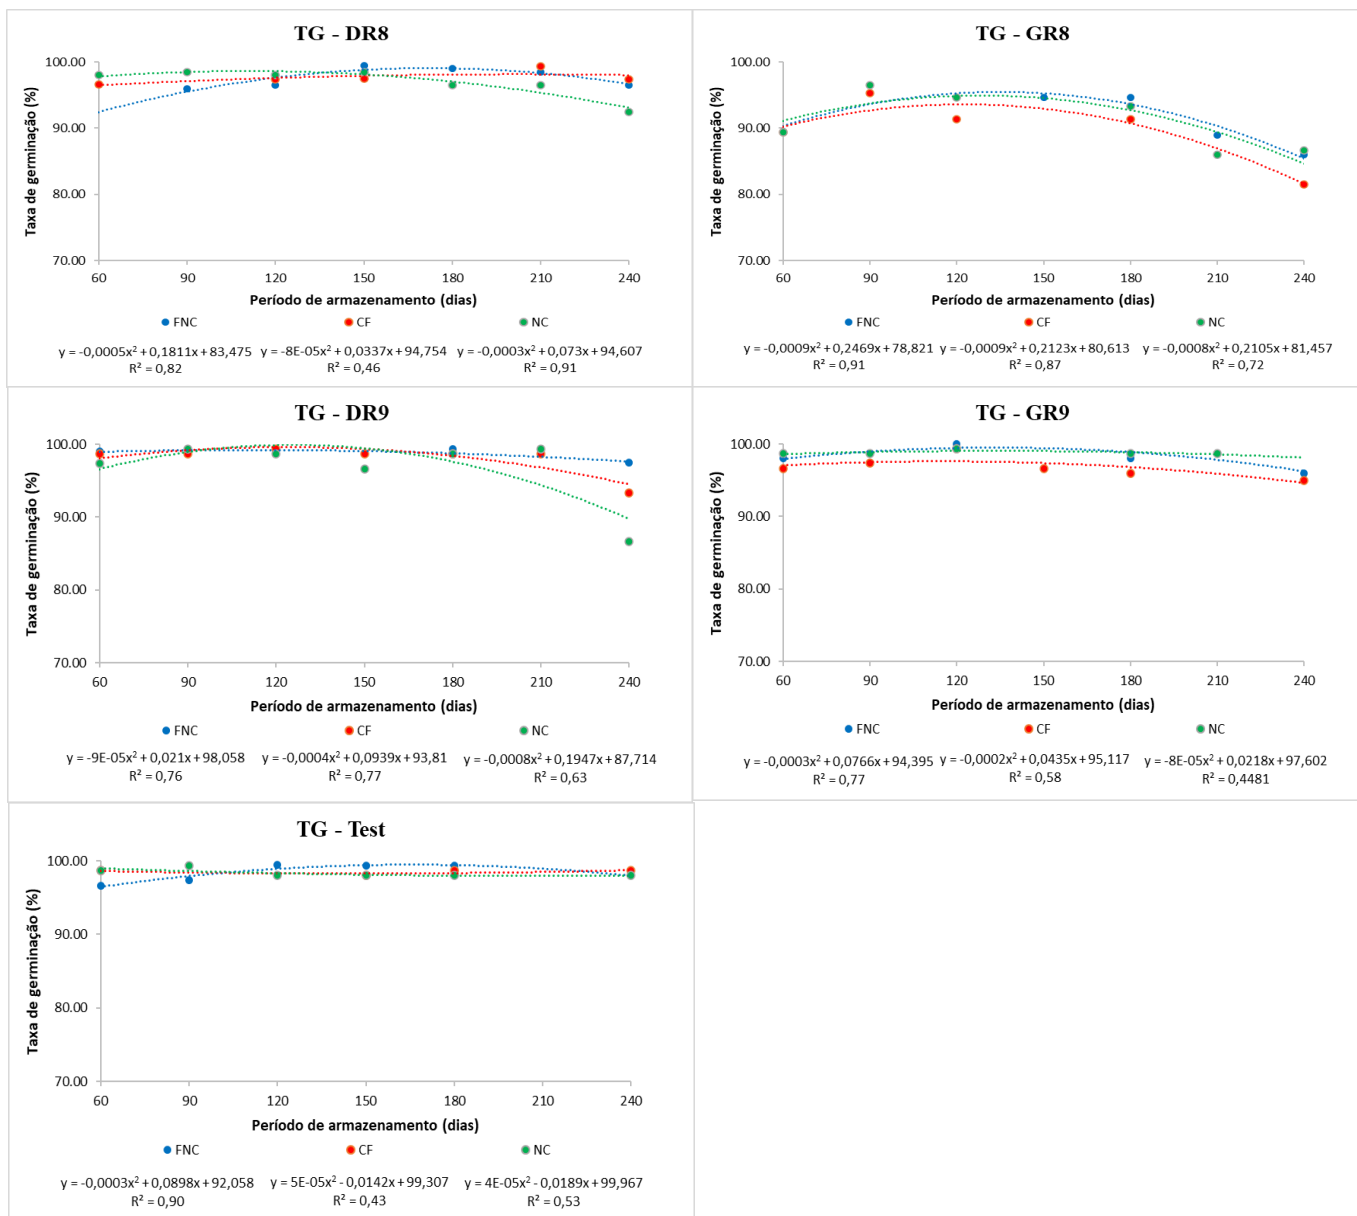 TG - DR8
Taxa de germinação (%)
100.00
90.00
80.00
70.00
60 90 120 150 180 210 240
Período de armazenamento (dias)
FNC CF NC
y = -0,0005x² + 0,1811x + 83,475 y = -8E-05x² + 0,0337x + 94,754 y = -0,0003x² + 0,073x + 94,607
R² = 0,82 R² = 0,46 R² = 0,91
TG - GR8
Taxa de germinação (%)
100.00
90.00
80.00
70.00
60 90 120 150 180 210 240
Período de armazenamento (dias)
FNC CF NC
y = -0,0009x² + 0,2469x + 78,821 y = -0,0009x² + 0,2123x + 80,613 y = -0,0008x² + 0,2105x + 81,457
R² = 0,91 R² = 0,87 R² = 0,72
TG - DR9
Taxa de germinação (%)
100.00
90.00
80.00
70.00
60 90 120 150 180 210 240
Período de armazenamento (dias)
FNC CF NC
y = -9E-05x² + 0,021x + 98,058 y = -0,0004x² + 0,0939x + 93,81 y = -0,0008x² + 0,1947x + 87,714
R² = 0,76 R² = 0,77 R² = 0,63
TG - GR9
Taxa de germinação (%)
100.00
90.00
80.00
70.00
60 90 120 150 180 210 240
Período de armazenamento (dias)
FNC CF NC
y = -0,0003x² + 0,0766x + 94,395 y = -0,0002x² + 0,0435x + 95,117 y = -8E-05x² + 0,0218x + 97,602
R² = 0,77 R² = 0,58 R² = 0,4481
TG - Test
Taxa de germinação (%)
100.00
90.00
80.00
70.00
60 90 120 150 180 210 240
Período de armazenamento (dias)
FNC CF NC
y = -0,0003x² + 0,0898x + 92,058 y = 5E-05x² - 0,0142x + 99,307 y = 4E-05x² - 0,0189x + 99,967
R² = 0,90 R² = 0,43 R² = 0,53